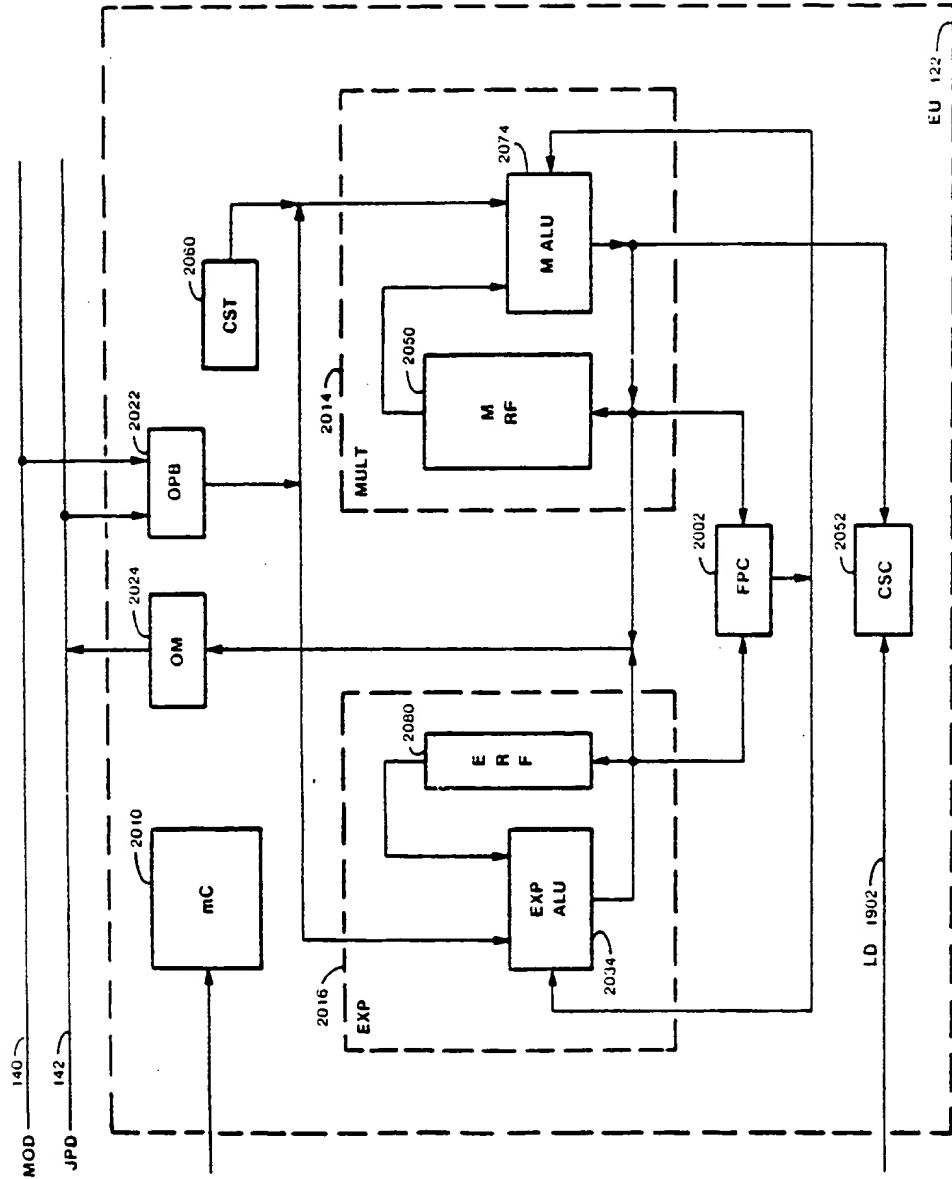 MOD 140
JPD 142
2010
mC
2024
OM
2022
OPB
2060
CST
2016
EXP
EXP
ALU
2034
2080
E
R
F
2014
MULT
2050
M
RF
2074
M ALU
2002
FPC
2052
CSC
LD 1902
EU 122